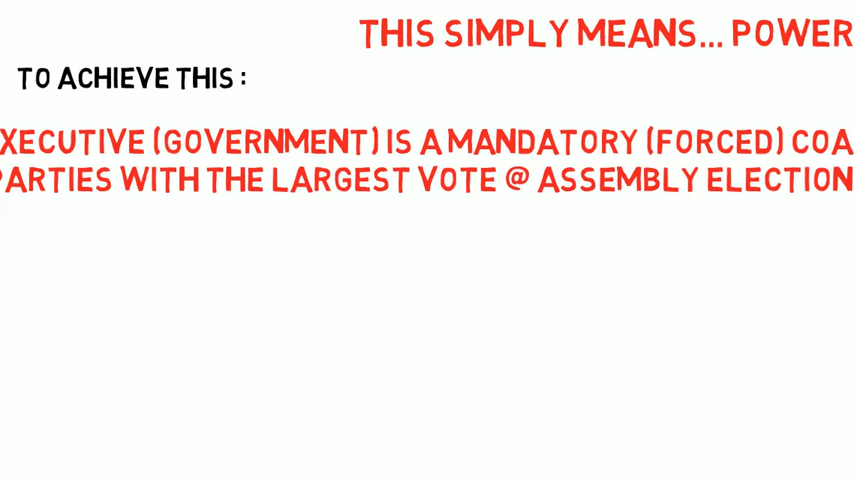 THIS SIMPLY MEANS... POWER
TO ACHIEVE THIS :
XECUTIVE (GOVERNMENT) IS A MANDATORY (FORCED) COA
PARTIES WITH THE LARGEST VOTE @ ASSEMBLY ELECTION